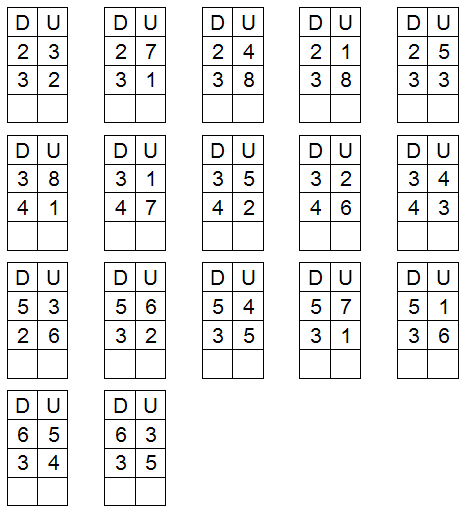 D U D U D U D U D U
2 3 2 7 2 4 2 1 2 5
3 2 3 1 3 8 3 8 3 3
D U D U D U D U D U
3 8 3 1 3 5 3 2 3 4
4 1 4 7 4 2 4 6 4 3
D U D U D U D U D U
5 3 5 6 5 4 5 7 5 1
2 6 3 2 3 5 3 1 3 6
D U D U
6 5 6 3
3 4 3 5